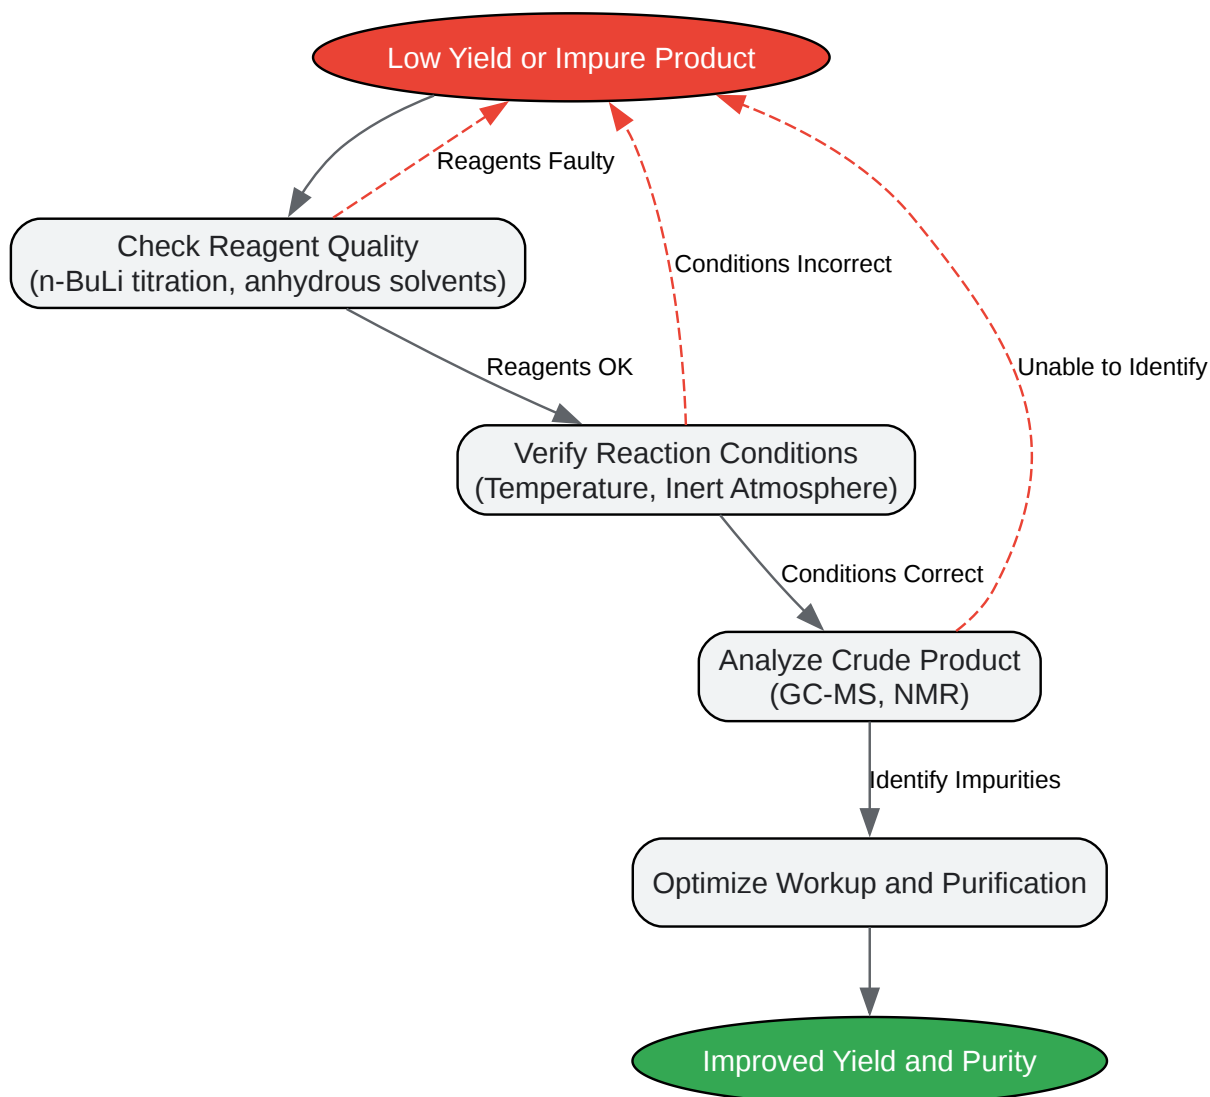 Low Yield or Impure Product
Reagents Faulty
Check Reagent Quality
(n-BuLi titration, anhydrous solvents)
Conditions Incorrect
Reagents OK
Unable to Identify
Verify Reaction Conditions
(Temperature, Inert Atmosphere)
Conditions Correct
Analyze Crude Product
(GC-MS, NMR)
Identify Impurities
Optimize Workup and Purification
Improved Yield and Purity